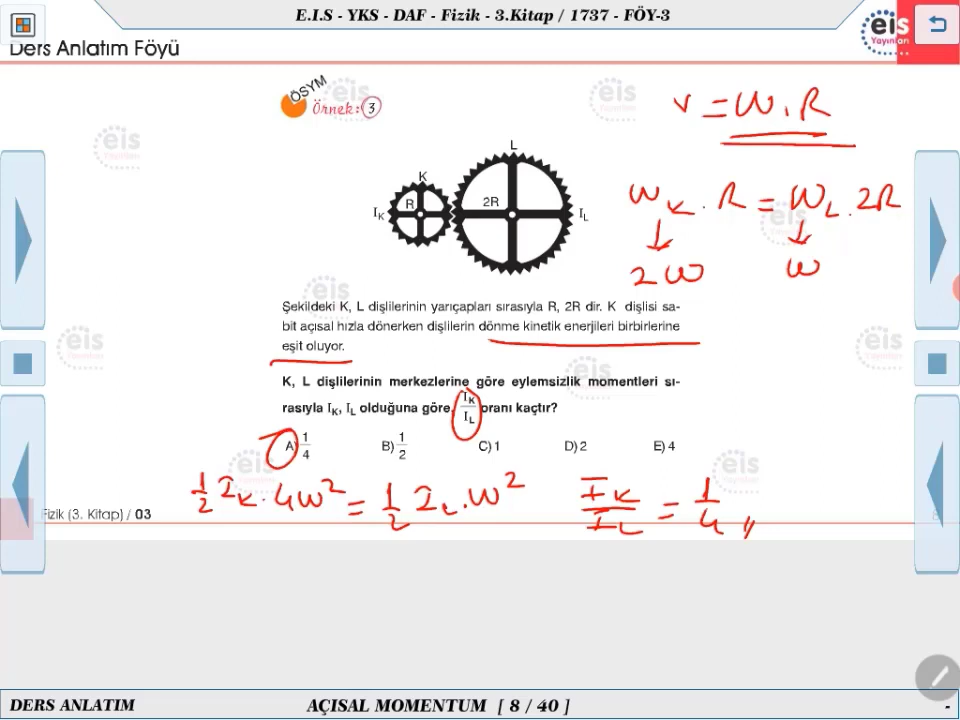 E.I.S - YKS - DAF - Fizik - 3.Kitap / 1737 - FÖY-3
eis
Yayınları
Ders Anlatım Föyü
ÖSYM
Örnek: 3
v = W . R
L
K
R
2R
I_K
I_L
W_K . R = W_L . 2R
2W
W
Şekildeki K, L dişlilerinin yarıçapları sırasıyla R, 2R dir. K dişlisi sa-
bit açısal hızla dönerken dişlilerin dönme kinetik enerjileri birbirlerine
eşit oluyor.
K, L dişlilerinin merkezlerine göre eylemsizlik momentleri sı-
rasıyla I_K, I_L olduğuna göre, I_K/I_L oranı kaçtır?
A) 1/4 B) 1/2 C) 1 D) 2 E) 4
1/2 I_K . 4W² = 1/2 I_L . W²
I_K/I_L = 1/4 //
Fizik (3. Kitap) / 03
DERS ANLATIM
AÇISAL MOMENTUM [ 8 / 40 ]
-